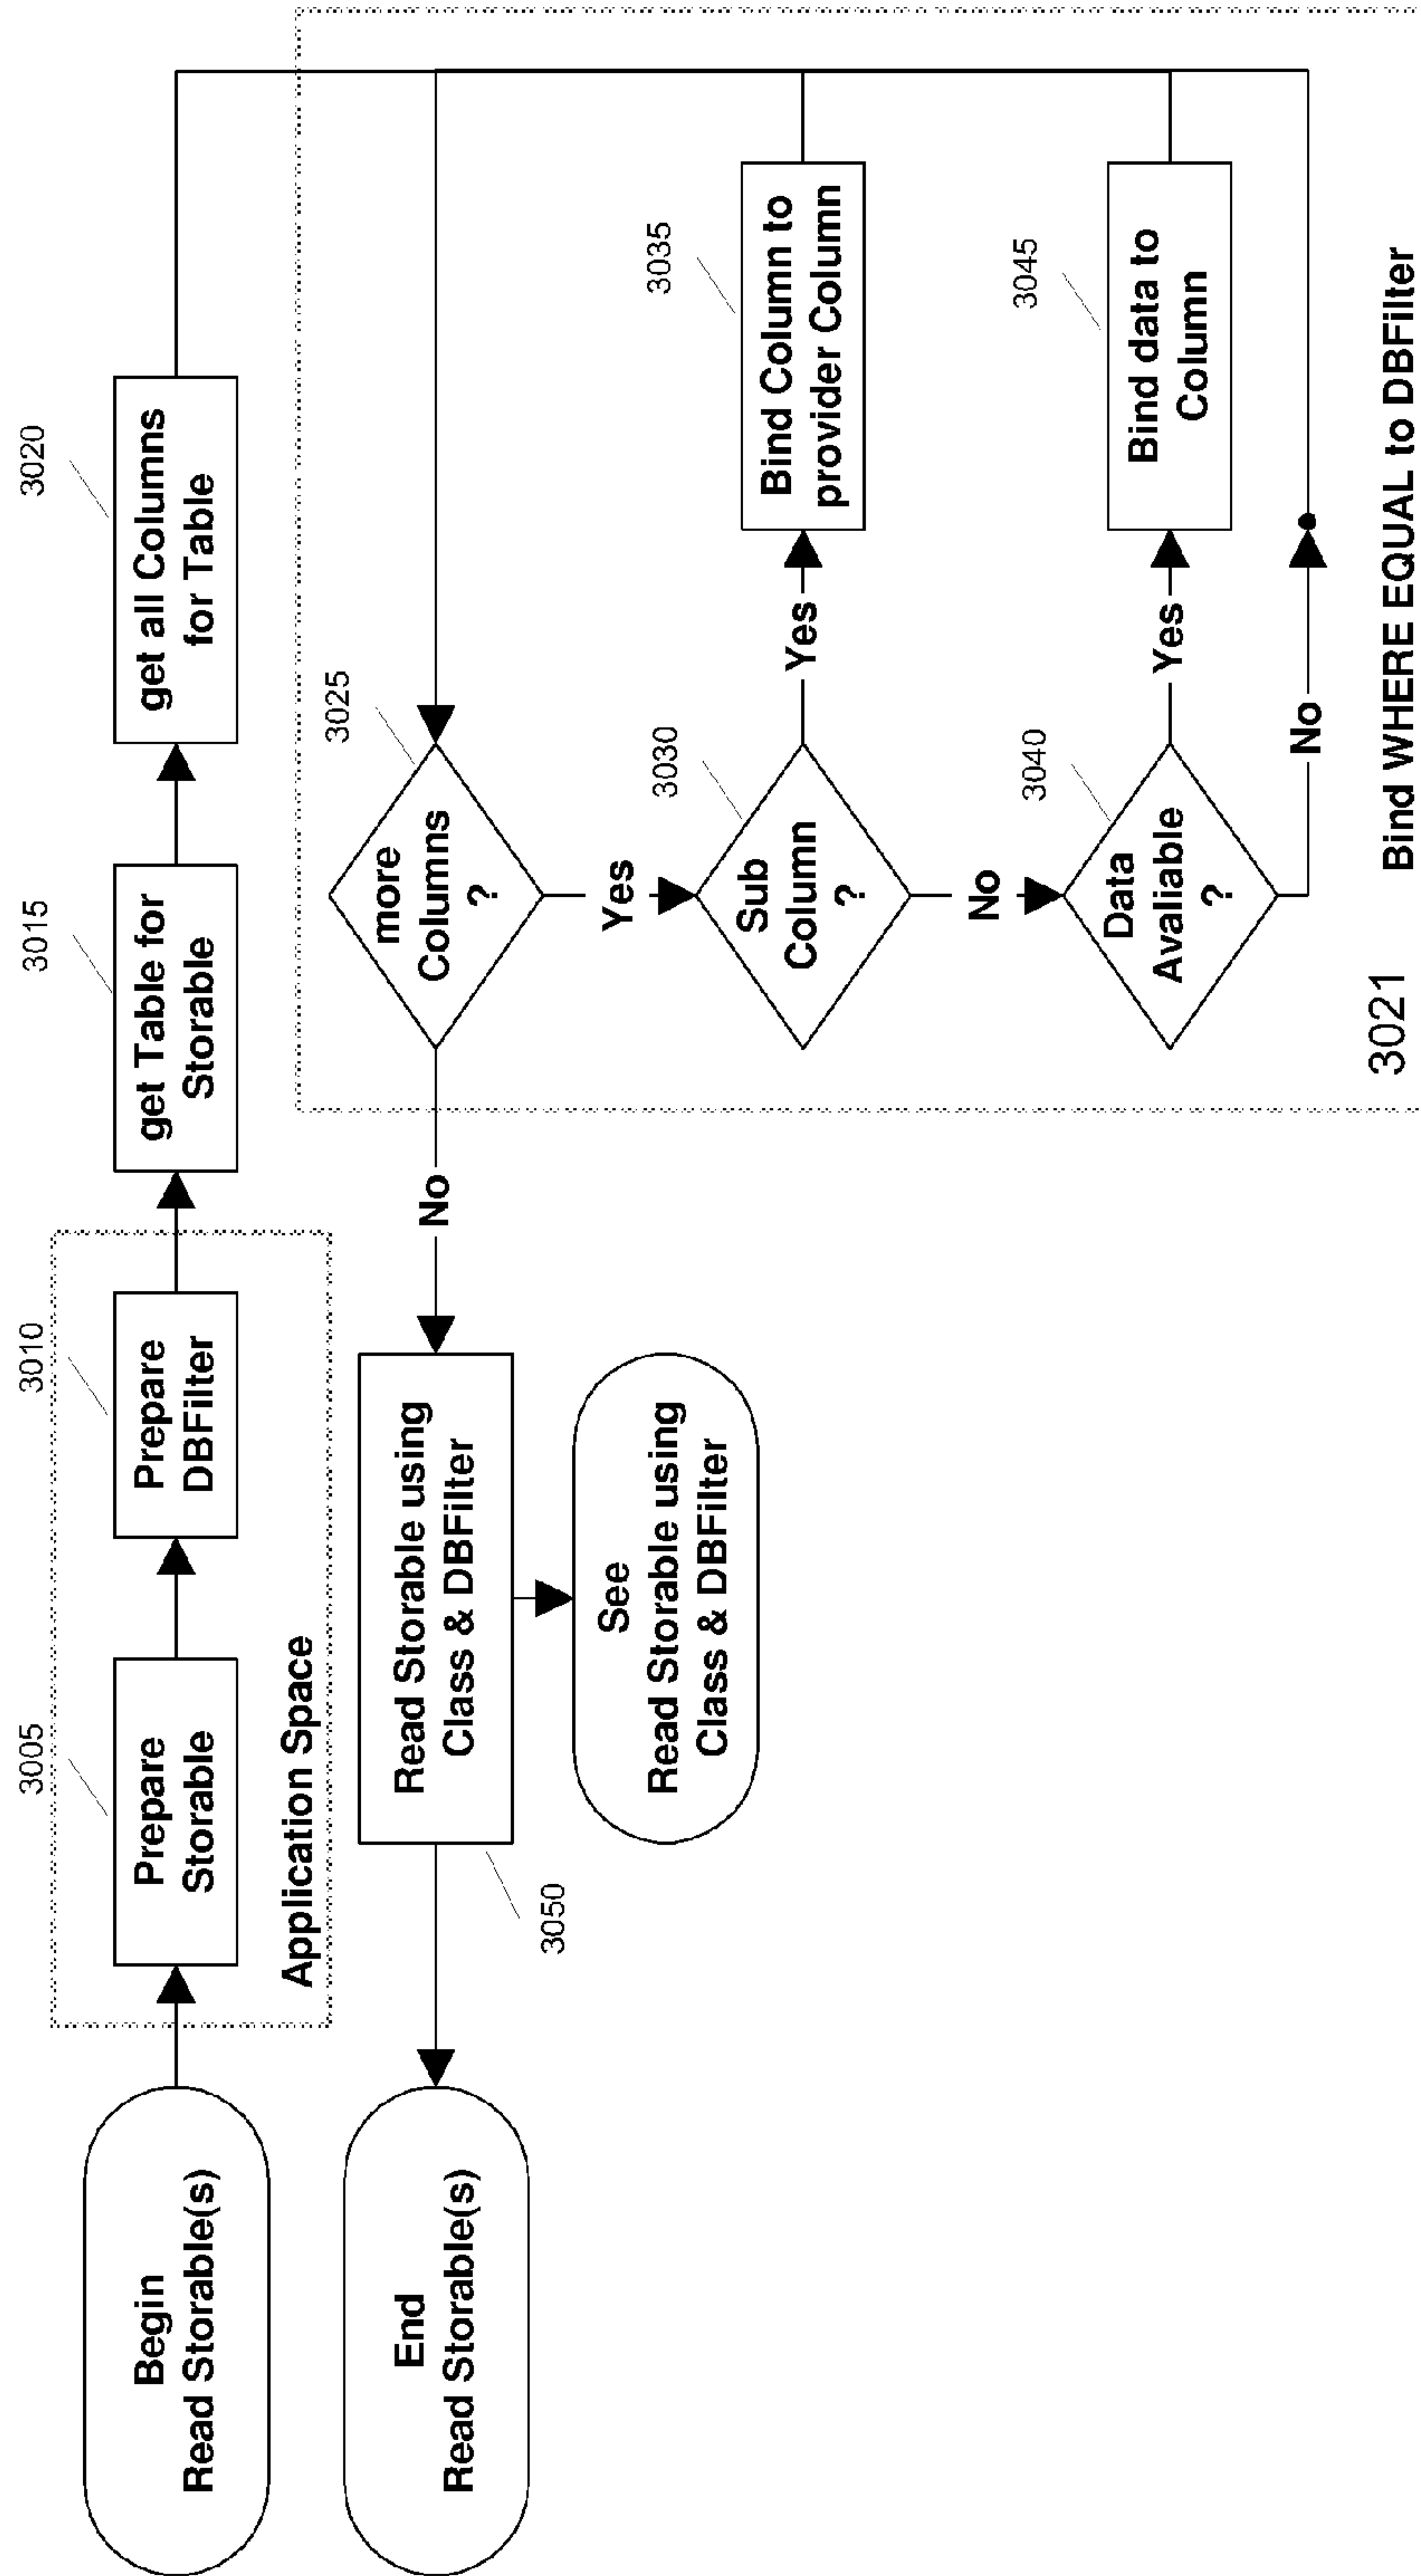 Begin
Read Storable(s)
3005
Prepare
Storable
3010
Prepare
DBFilter
Application Space
3015
get Table for
Storable
3020
get all Columns
for Table
3025
more
Columns
?
Yes
No
3030
Sub
Column
?
Yes
No
3035
Bind Column to
provider Column
3040
Data
Avaliable
?
Yes
No
3045
Bind data to
Column
3021
Bind WHERE EQUAL to DBFilter
Read Storable using
Class & DBFilter
3050
See
Read Storable using
Class & DBFilter
End
Read Storable(s)